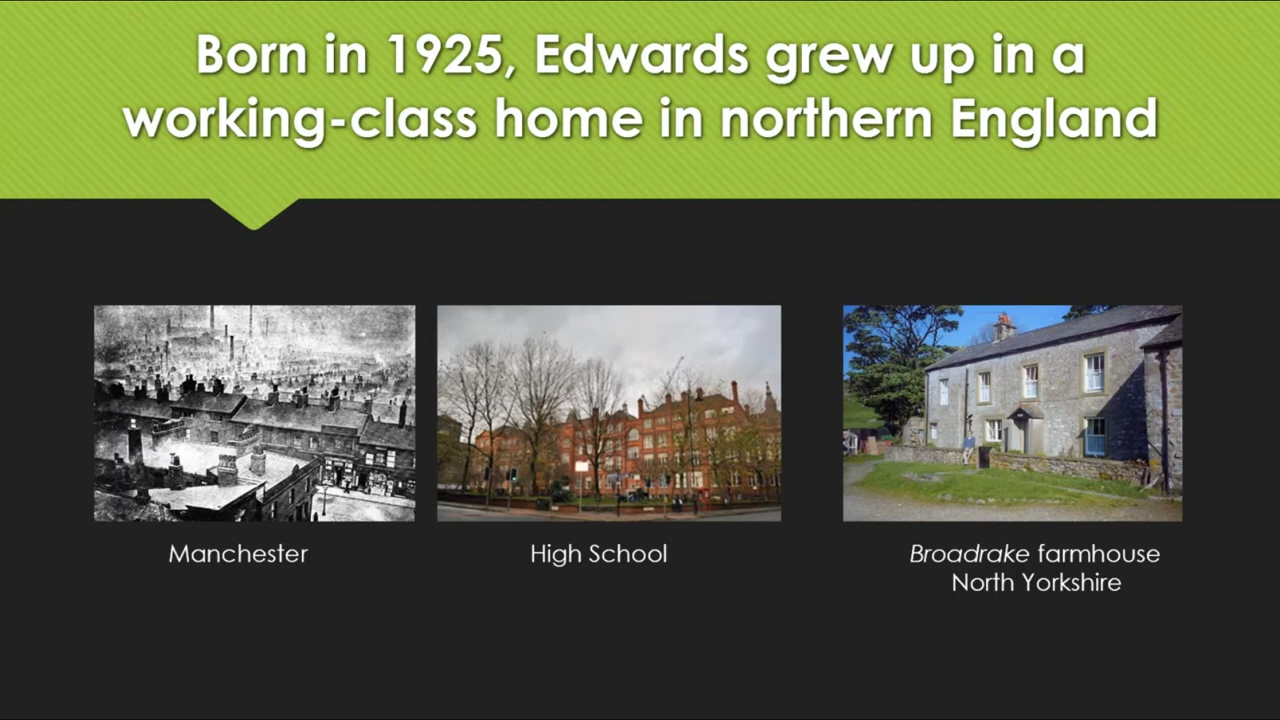 Born in 1925, Edwards grew up in a
working-class home in northern England
Manchester
High School
Broadrake farmhouse
North Yorkshire